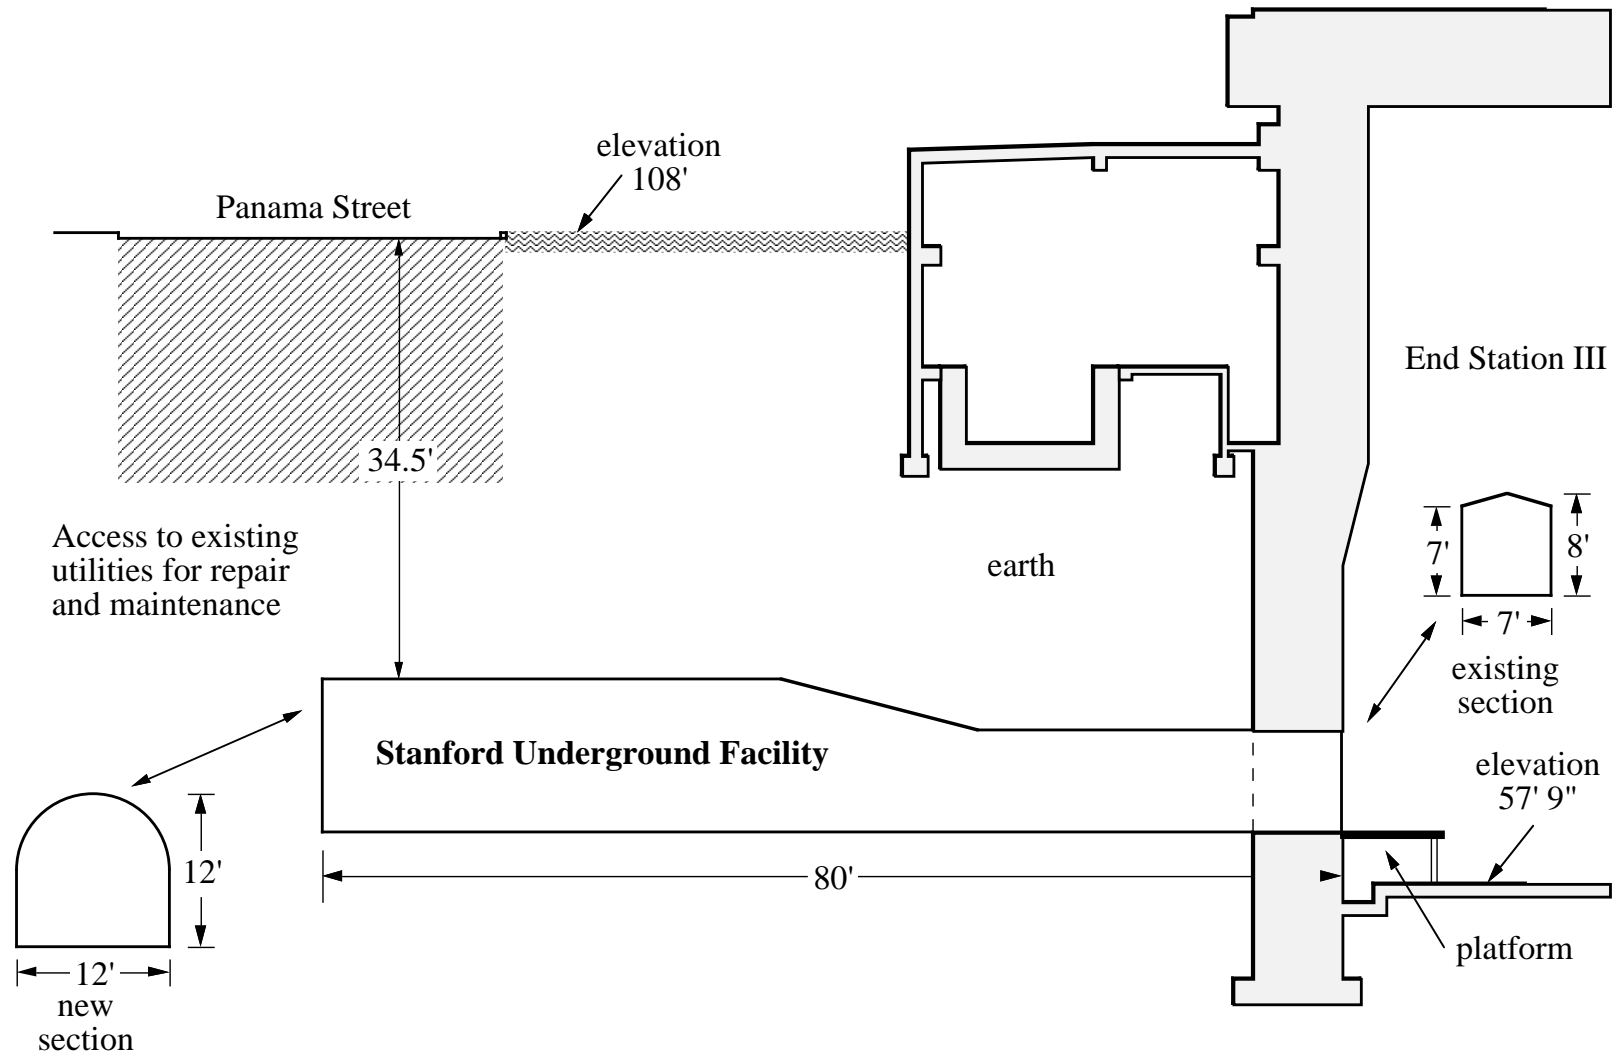 elevation
108'
Panama Street
End Station III
34.5'
Access to existing
utilities for repair
and maintenance
earth
7'
8'
7'
existing
section
Stanford Underground Facility
elevation
57' 9"
12'
80'
platform
12'
new
section